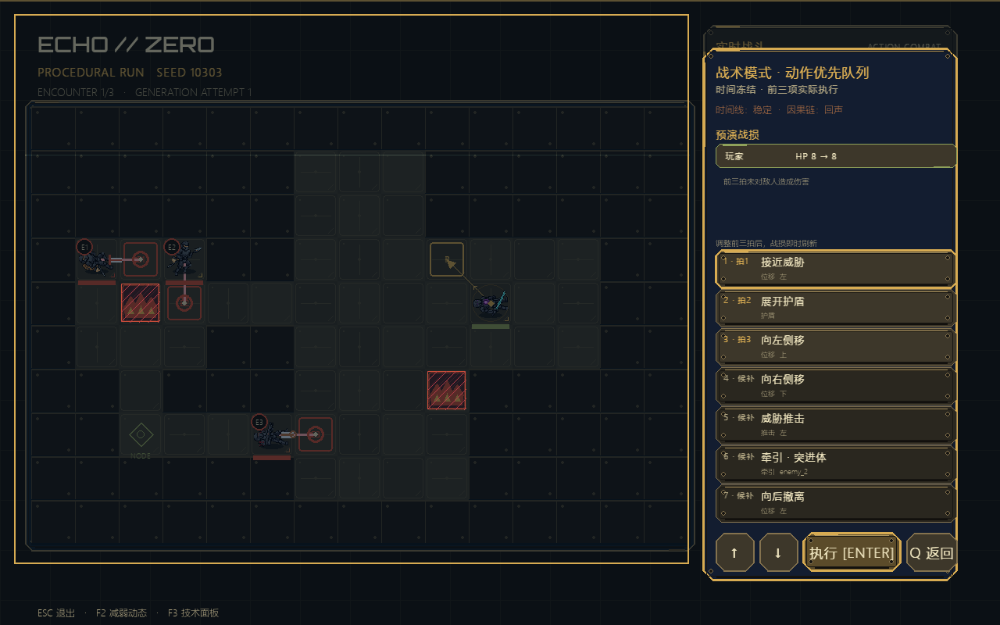 ECHO // ZERO
PROCEDURAL RUN SEED 10303
ENCOUNTER 1/3 · GENERATION ATTEMPT 1
E1
E2
E3
NODE
ESC 退出 · F2 减弱动态 · F3 技术面板
实时战斗 ACTION COMBAT
战术模式 · 动作优先队列
时间冻结 · 前三项实际执行
时间线: 稳定 · 因果链: 回声
预演战损
玩家 HP 8 → 8
前三拍未对敌人造成伤害
调整前三拍后，战损即时刷新
1 · 拍1 接近威胁
位移 左
2 · 拍2 展开护盾
护盾
3 · 拍3 向左侧移
位移 上
4 · 候补 向右侧移
位移 下
5 · 候补 威胁推击
推击 左
6 · 候补 牵引 · 突进体
牵引 enemy_2
7 · 候补 向后撤离
位移 左
↑ ↓ 执行 [ENTER] Q 返回